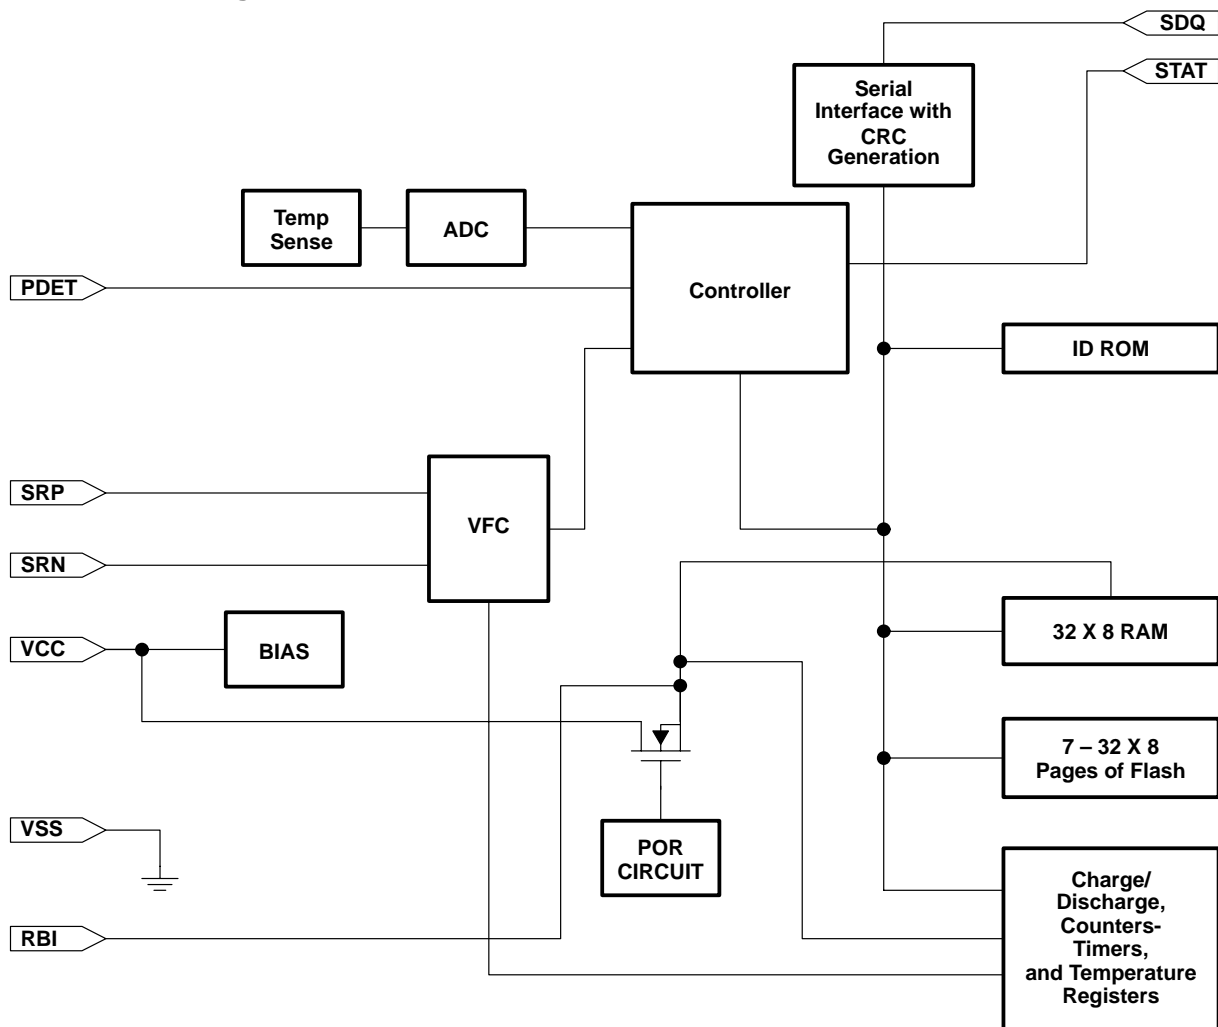 SDQ
STAT
Serial
Interface with
CRC
Generation
Temp
Sense
ADC
PDET
Controller
ID ROM
SRP
VFC
SRN
VCC
BIAS
32 X 8 RAM
7 – 32 X 8
Pages of Flash
VSS
POR
CIRCUIT
Charge/
Discharge,
Counters-
Timers,
and Temperature
Registers
RBI